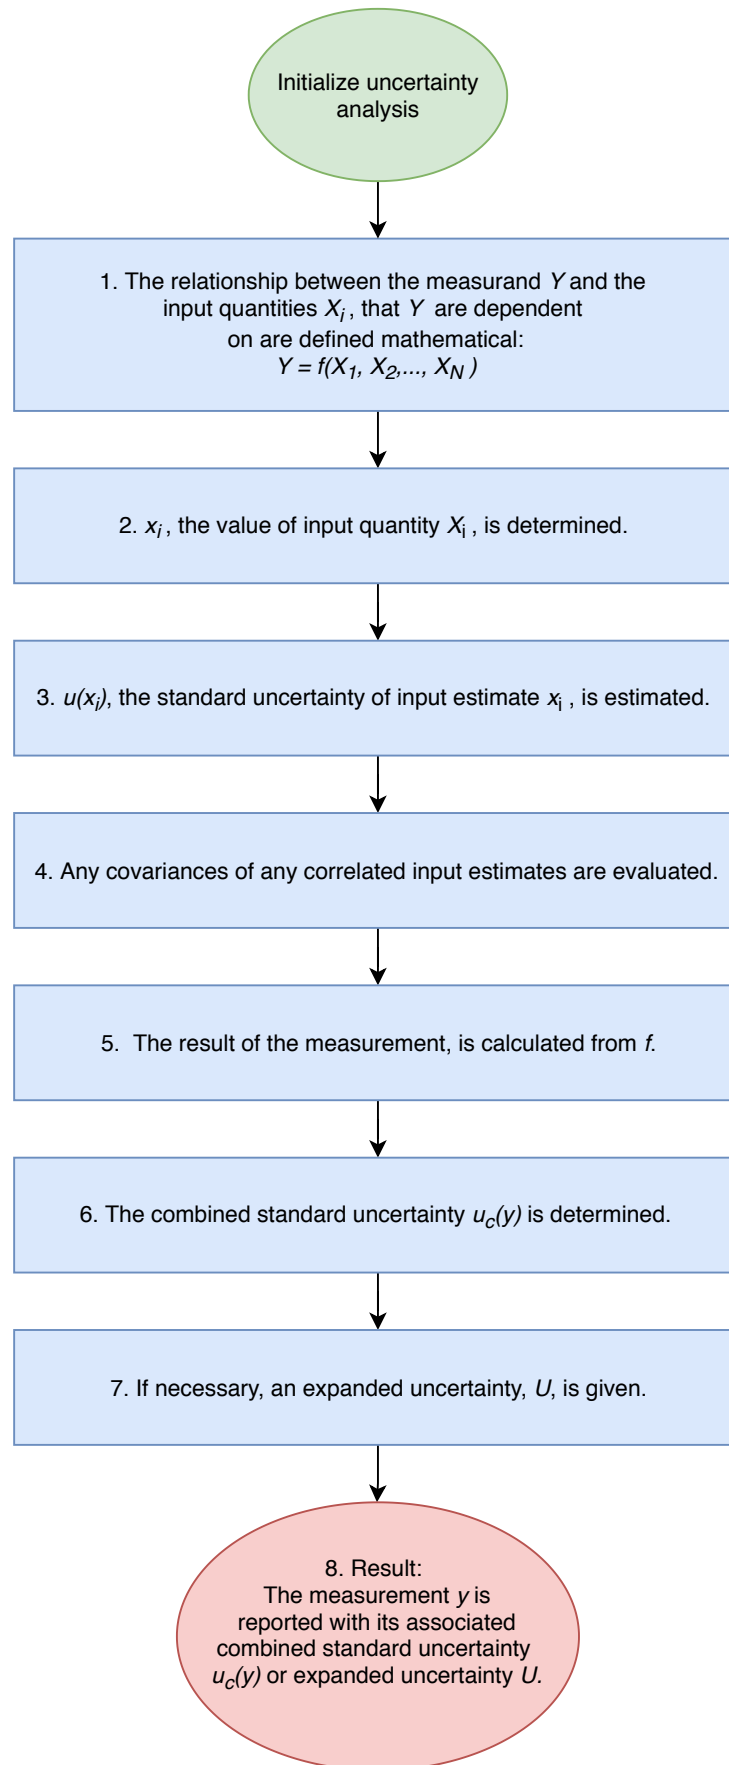 Initialize uncertainty
analysis
1. The relationship between the measurand Y and the
input quantities Xi , that Y are dependent
on are defined mathematical:
Y = f(X1, X2,..., XN )
2. xi , the value of input quantity Xi , is determined.
3. u(xi), the standard uncertainty of input estimate xi , is estimated.
4. Any covariances of any correlated input estimates are evaluated.
5. The result of the measurement, is calculated from f.
6. The combined standard uncertainty uc(y) is determined.
7. If necessary, an expanded uncertainty, U, is given.
8. Result:
The measurement y is
reported with its associated
combined standard uncertainty
uc(y) or expanded uncertainty U.